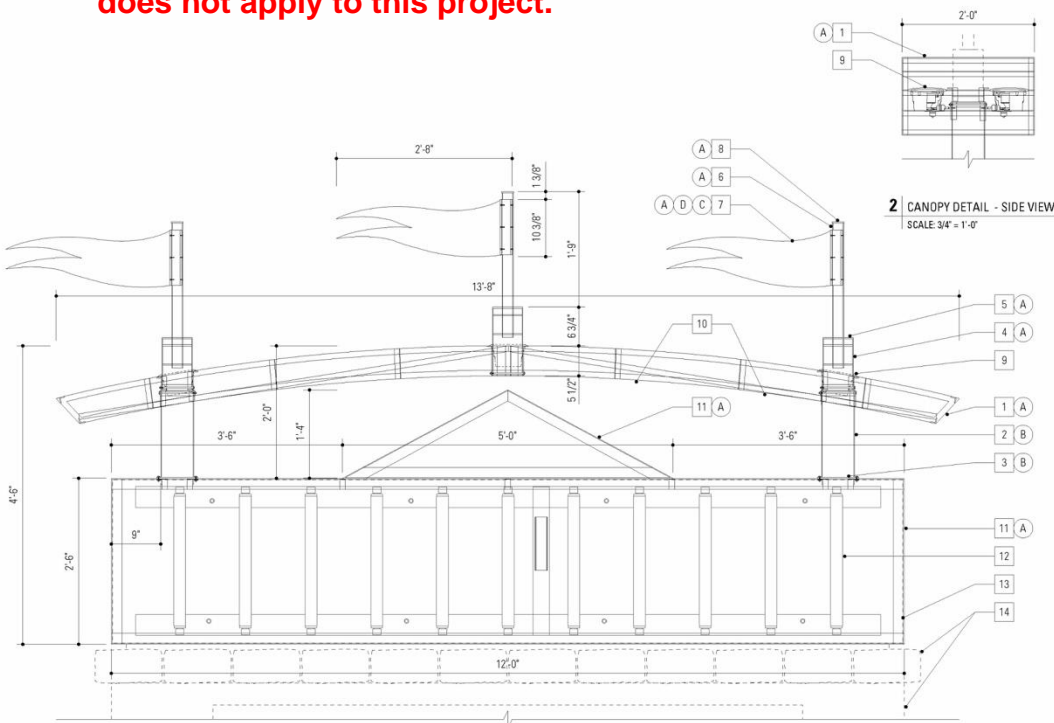 does not apply to this project.
2'-0"
A 1
9
2 CANOPY DETAIL - SIDE VIEW
SCALE: 3/4" = 1'-0"
2'-8"
1 3/8"
10 3/8"
1'-9"
A 8
A 6
A D C 7
13'-8"
6 3/4"
5 1/2"
10
5 A
4 A
9
1 A
2 B
3 B
11 A
2'-0"
1'-4"
3'-6"
5'-0"
3'-6"
4'-6"
2'-6"
9"
11 A
12
13
14
12'-0"